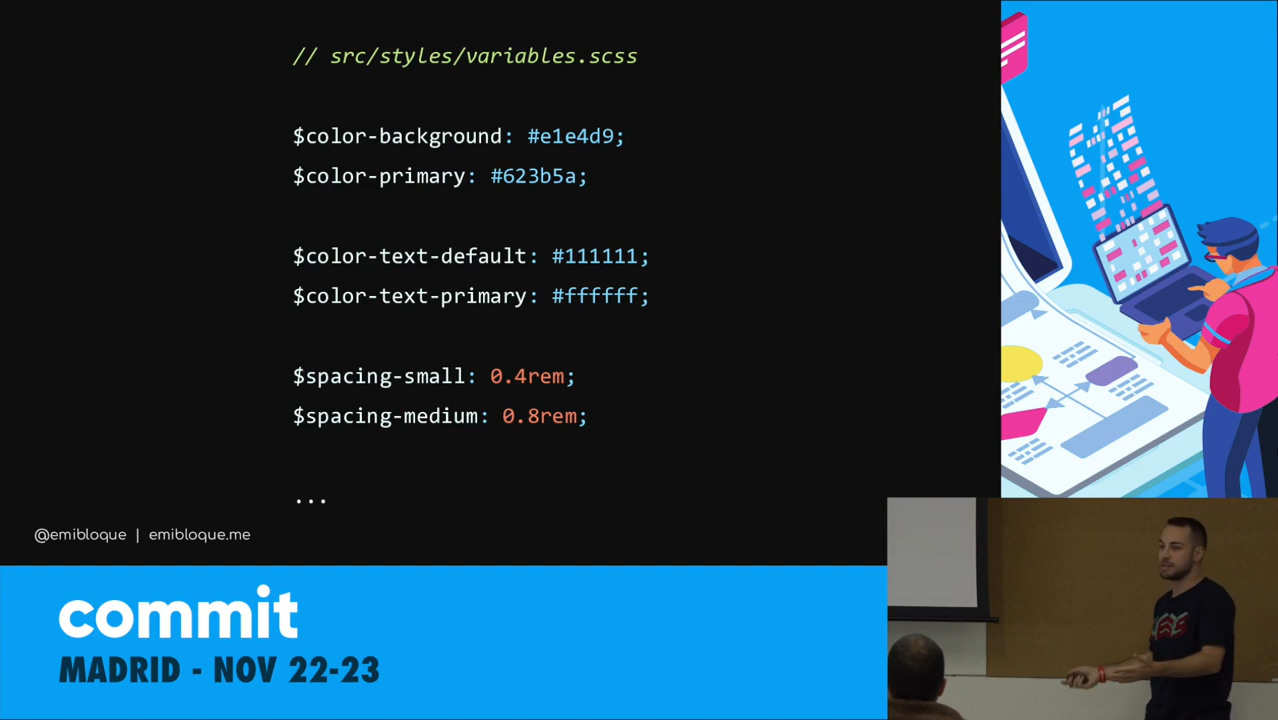 // src/styles/variables.scss
$color-background: #e1e4d9;
$color-primary: #623b5a;
$color-text-default: #111111;
$color-text-primary: #ffffff;
$spacing-small: 0.4rem;
$spacing-medium: 0.8rem;
...
@emibloque | emibloque.me
commit
MADRID - NOV 22-23